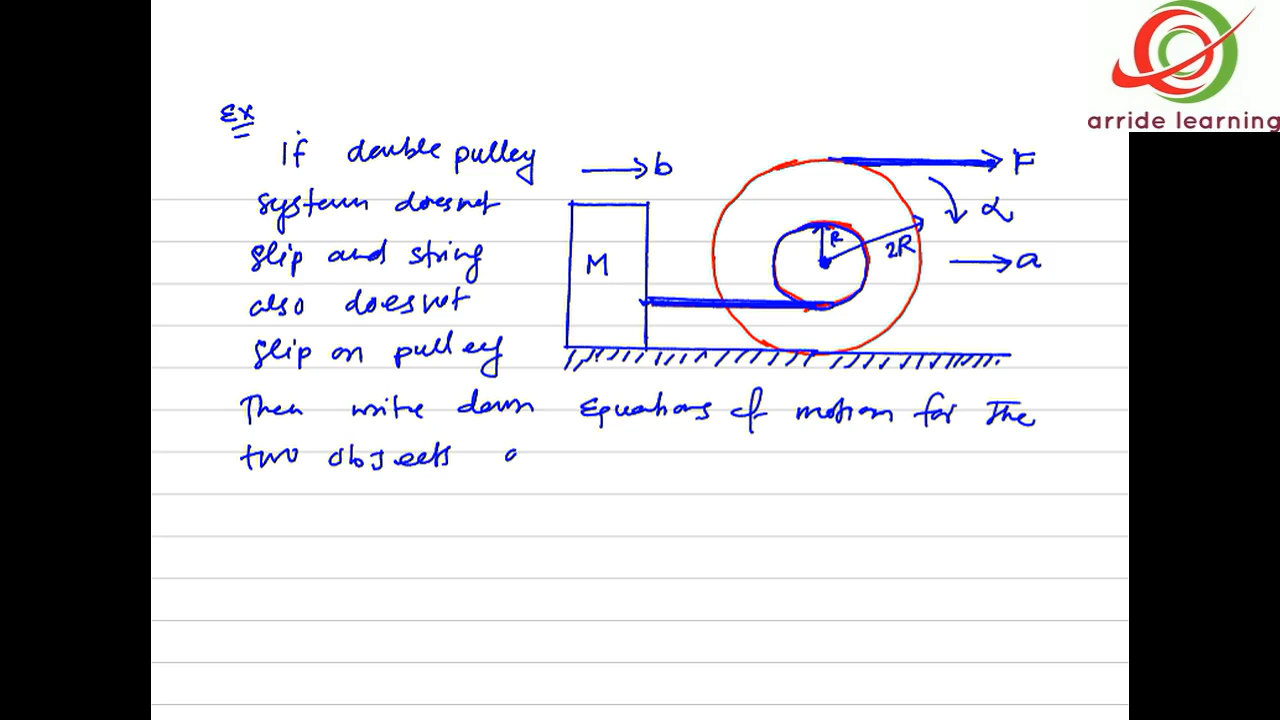 Ex
If double pulley
system doesnot
slip and string
also doesnot
slip on pulley
Then write down Equations of motion for The
two objects
b
M
R
2R
F
α
a
arride learning